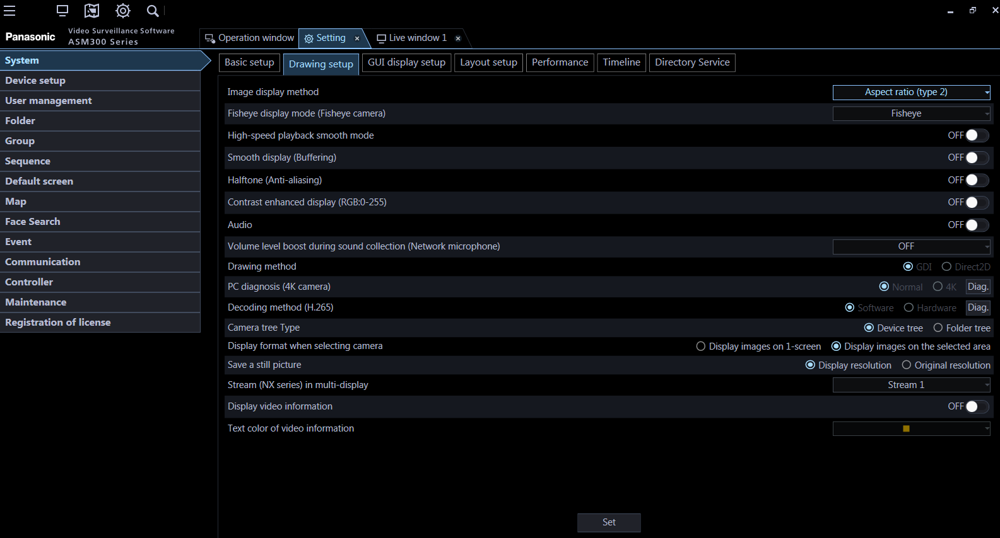 Panasonic
Video Surveillance Software
ASM300 Series
Operation window
Setting
Live window 1
System
Device setup
User management
Folder
Group
Sequence
Default screen
Map
Face Search
Event
Communication
Controller
Maintenance
Registration of license
Basic setup
Drawing setup
GUI display setup
Layout setup
Performance
Timeline
Directory Service
Image display method Aspect ratio (type 2)
Fisheye display mode (Fisheye camera) Fisheye
High-speed playback smooth mode OFF
Smooth display (Buffering) OFF
Halftone (Anti-aliasing) OFF
Contrast enhanced display (RGB:0-255) OFF
Audio OFF
Volume level boost during sound collection (Network microphone) OFF
Drawing method GDI Direct2D
PC diagnosis (4K camera) Normal 4K Diag.
Decoding method (H.265) Software Hardware Diag.
Camera tree Type Device tree Folder tree
Display format when selecting camera Display images on 1-screen Display images on the selected area
Save a still picture Display resolution Original resolution
Stream (NX series) in multi-display Stream 1
Display video information OFF
Text color of video information
Set